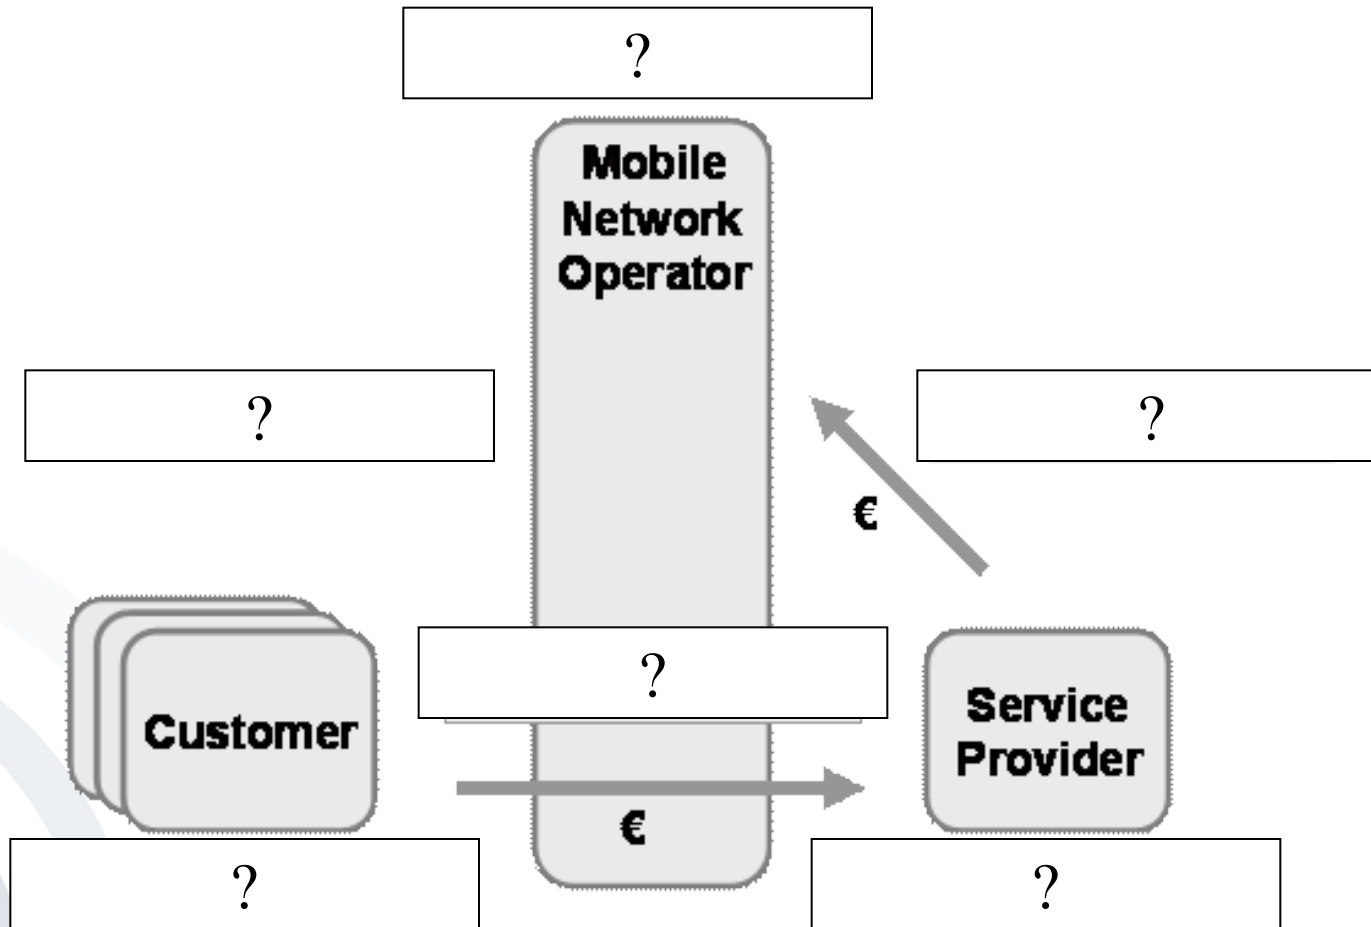 ?
Mobile
Network
Operator
?
?
€
?
Customer
Service
Provider
€
?
?